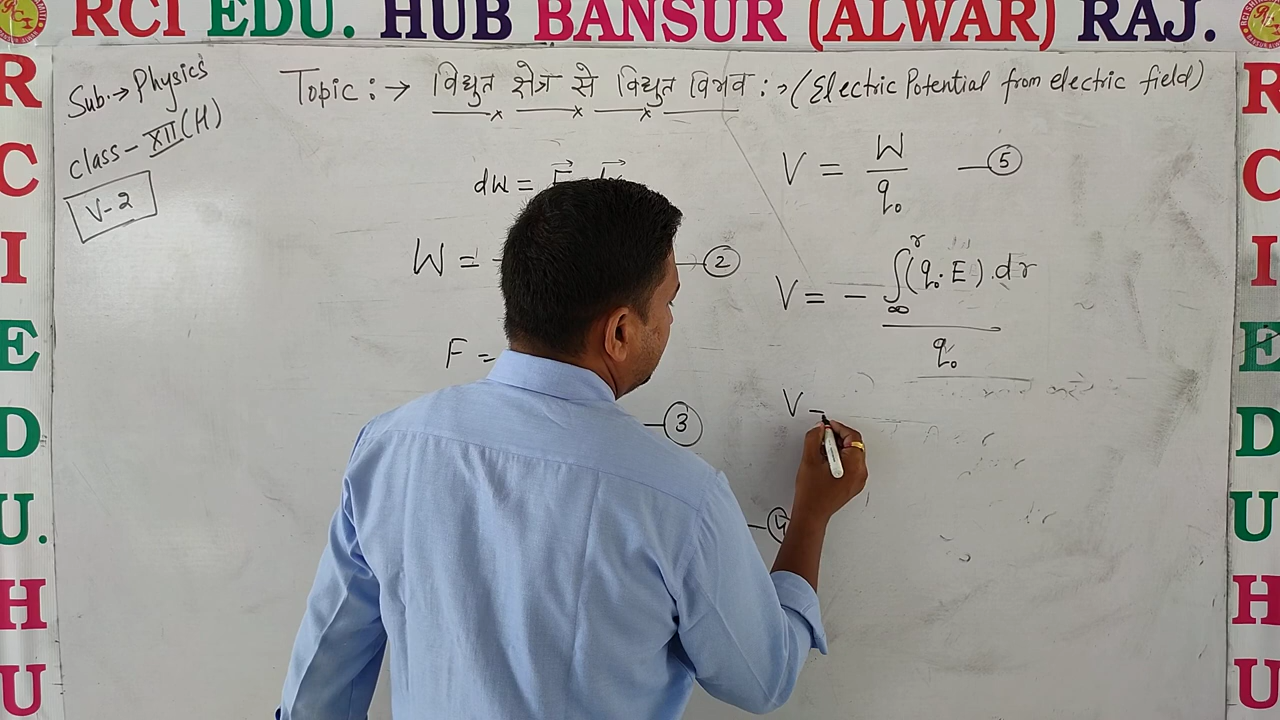 RCI EDU. HUB BANSUR (ALWAR) RAJ.
Sub.→ Physics
class- XII (H)
V-2
Topic:→ विद्युत क्षेत्र से विद्युत विभव :→ (Electric Potential from electric field)
dW =
W = - ②
F =
③
④
V = W / q₀ — ⑤
V = - ∫∞^r (q₀.E).dr / q₀
V =
R
C
I
E
D
U.
H
U
R
C
I
E
D
U
H
U